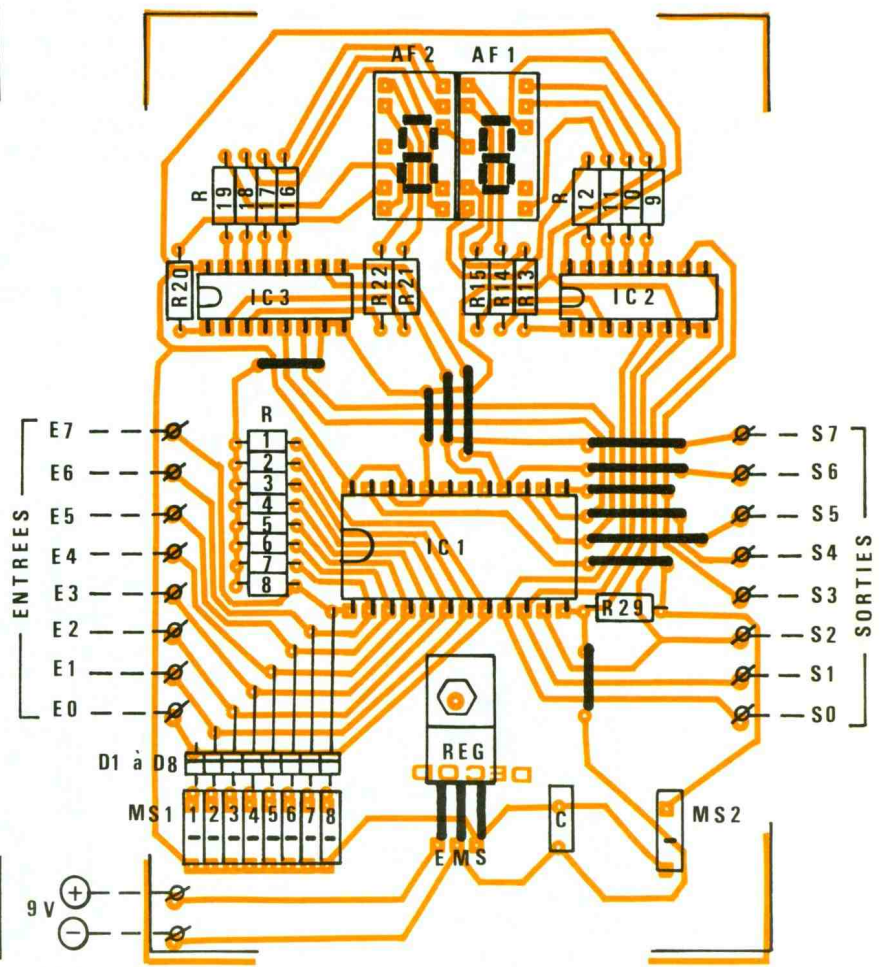 AF2 AF1
R 19 18 17 16
R 12 11 10 9
R20 IC3 R22 R21 R15 R14 R13 IC2
R
1
2
3
4
5
6
7
8
ENTREES
E7
E6
E5
E4
E3
E2
E1
E0
IC1
R29
S7
S6
S5
S4
S3
S2
S1
S0
SORTIES
REG
DECOD
D1 à D8
MS1 1 2 3 4 5 6 7 8
E M S
C
MS2
9V + −